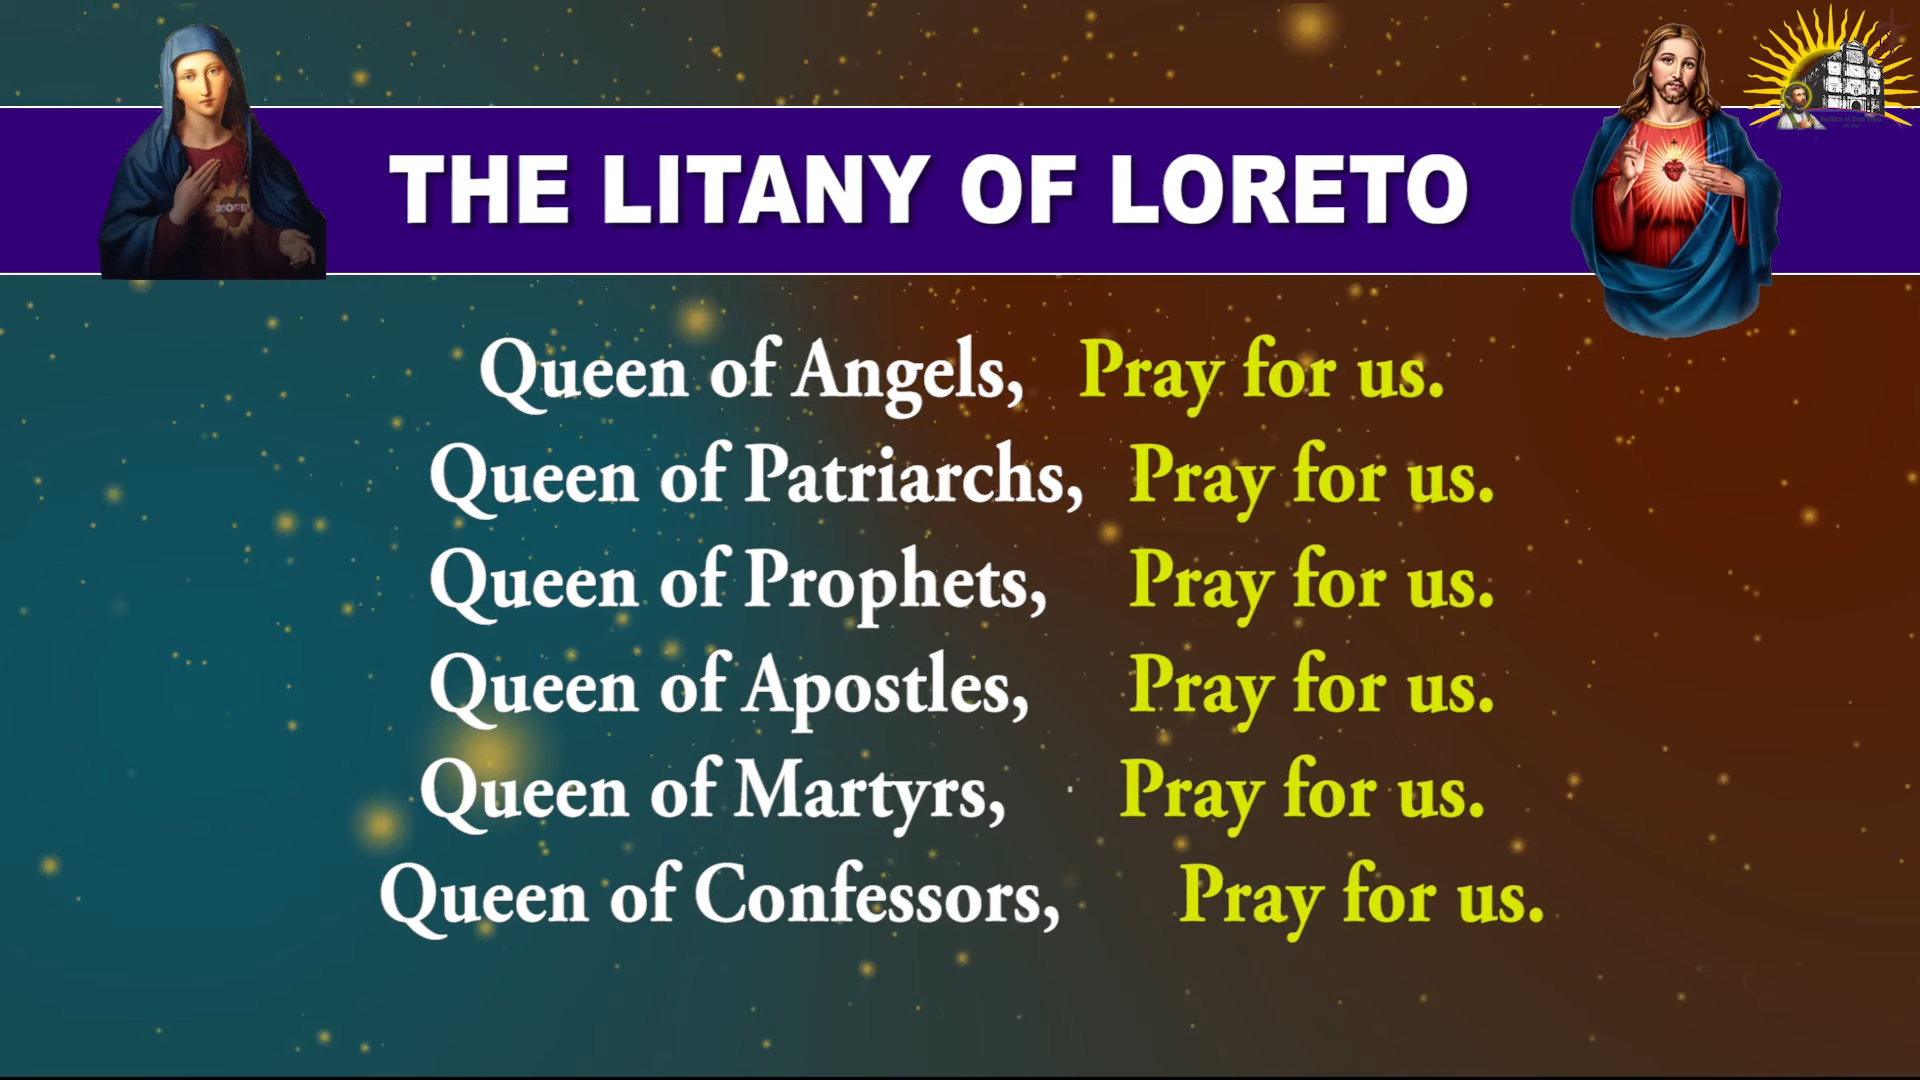 THE LITANY OF LORETO
Queen of Angels, Pray for us.
Queen of Patriarchs, Pray for us.
Queen of Prophets, Pray for us.
Queen of Apostles, Pray for us.
Queen of Martyrs, Pray for us.
Queen of Confessors, Pray for us.